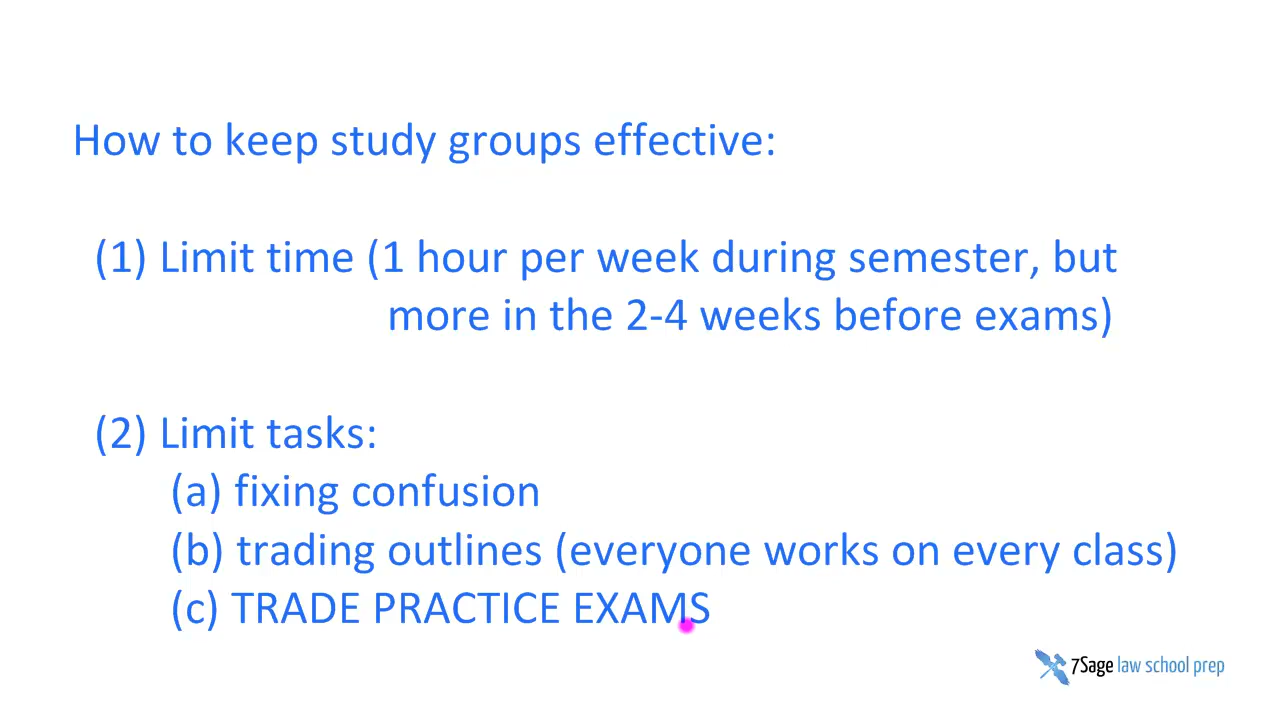 How to keep study groups effective:
(1) Limit time (1 hour per week during semester, but
more in the 2-4 weeks before exams)
(2) Limit tasks:
(a) fixing confusion
(b) trading outlines (everyone works on every class)
(c) TRADE PRACTICE EXAMS
7Sage law school prep